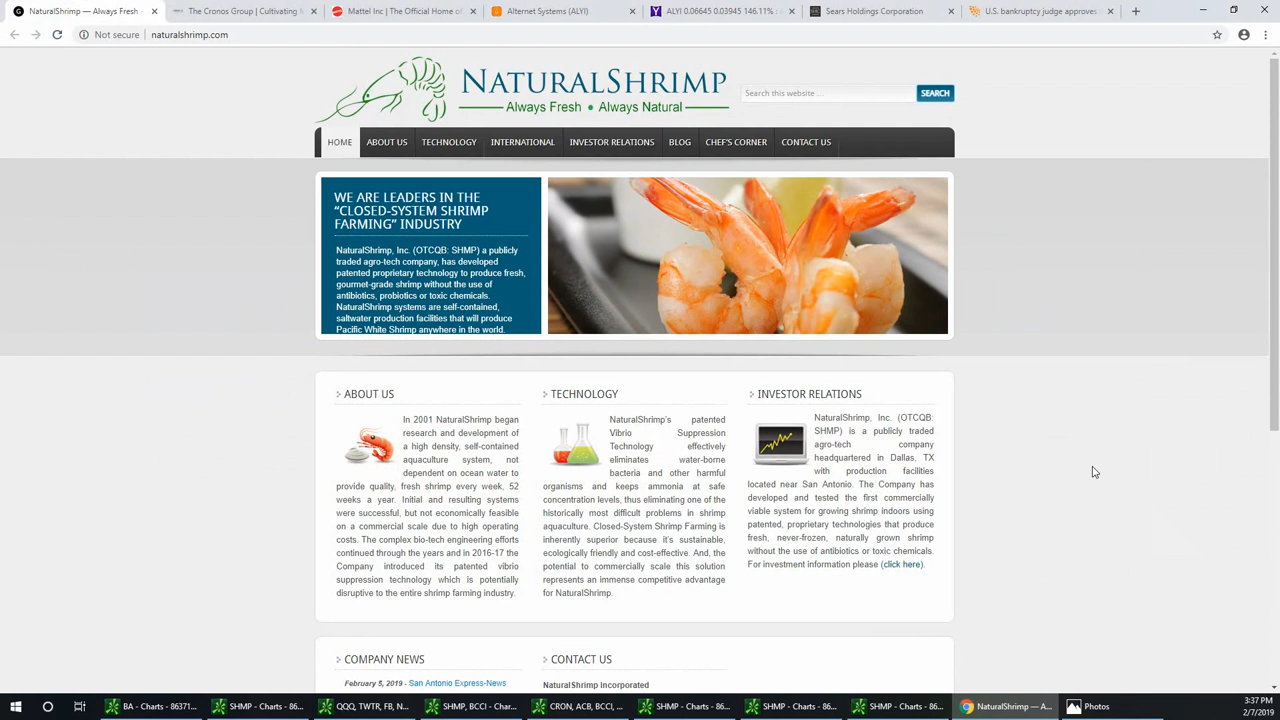 NaturalShrimp — Always Fresh -
The Cronos Group | Cultivating M
Mattel Inc | The Official Home of
Alternet Systems (ALYI)
ALYI 0.06645 0.03945 146.11% :
Sears Holdings Corporation
U.S. bankruptcy judge approves
Not secure | naturalshrimp.com
NATURALSHRIMP
Always Fresh • Always Natural
Search this website …
SEARCH
HOME
ABOUT US
TECHNOLOGY
INTERNATIONAL
INVESTOR RELATIONS
BLOG
CHEF'S CORNER
CONTACT US
WE ARE LEADERS IN THE
“CLOSED-SYSTEM SHRIMP
FARMING” INDUSTRY
NaturalShrimp, Inc. (OTCQB: SHMP) a publicly
traded agro-tech company, has developed
patented proprietary technology to produce fresh,
gourmet-grade shrimp without the use of
antibiotics, probiotics or toxic chemicals.
NaturalShrimp systems are self-contained,
saltwater production facilities that will produce
Pacific White Shrimp anywhere in the world.
ABOUT US
In 2001 NaturalShrimp began
research and development of
a high density, self-contained
aquaculture system, not
dependent on ocean water to
provide quality, fresh shrimp every week, 52
weeks a year. Initial and resulting systems
were successful, but not economically feasible
on a commercial scale due to high operating
costs. The complex bio-tech engineering efforts
continued through the years and in 2016-17 the
Company introduced its patented vibrio
suppression technology which is potentially
disruptive to the entire shrimp farming industry.
TECHNOLOGY
NaturalShrimp's patented
Vibrio Suppression
Technology effectively
eliminates water-borne
bacteria and other harmful
organisms and keeps ammonia at safe
concentration levels, thus eliminating one of the
historically most difficult problems in shrimp
aquaculture. Closed-System Shrimp Farming is
inherently superior because it's sustainable,
ecologically friendly and cost-effective. And, the
potential to commercially scale this solution
represents an immense competitive advantage
for NaturalShrimp.
INVESTOR RELATIONS
NaturalShrimp, Inc. (OTCQB:
SHMP) is a publicly traded
agro-tech company
headquartered in Dallas, TX
with production facilities
located near San Antonio. The Company has
developed and tested the first commercially
viable system for growing shrimp indoors using
patented, proprietary technologies that produce
fresh, never-frozen, naturally grown shrimp
without the use of antibiotics or toxic chemicals.
For investment information please (click here).
COMPANY NEWS
February 5, 2019 - San Antonio Express-News
CONTACT US
NaturalShrimp Incorporated
BA - Charts - 86371...
SHMP - Charts - 86...
QQQ, TWTR, FB, N...
SHMP, BCCI - Char...
CRON, ACB, BCCI, ...
SHMP - Charts - 86...
SHMP - Charts - 86...
SHMP - Charts - 86...
NaturalShrimp — A...
Photos
3:37 PM
2/7/2019